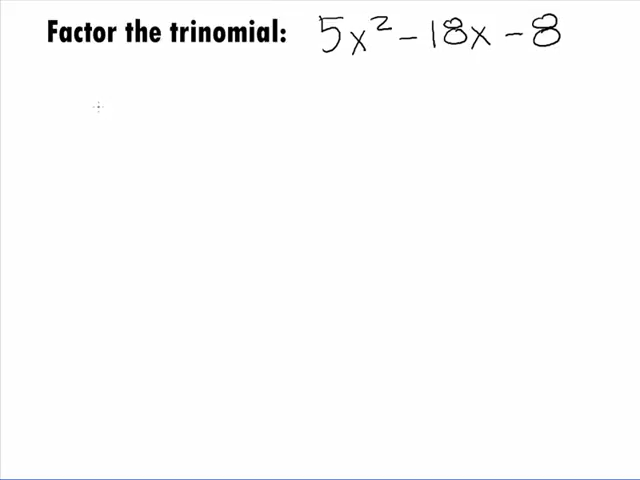 Factor the trinomial: 5x² - 18x - 8